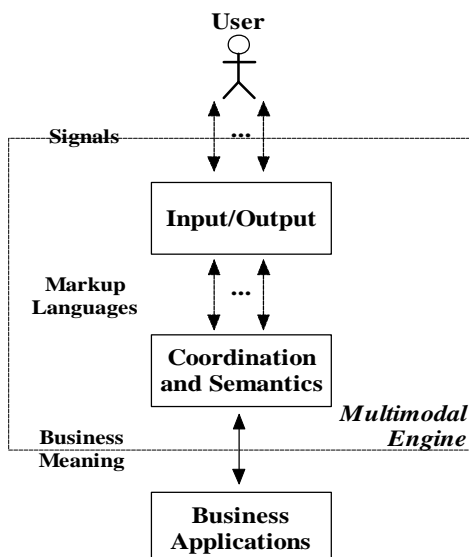 User
...
Signals
Input/Output
...
Markup
Languages
Coordination
and Semantics
Multimodal
Engine
Business
Meaning
Business
Applications